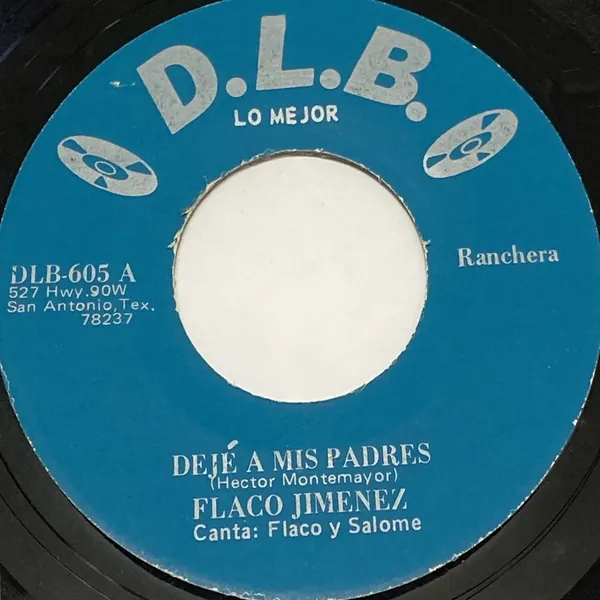 D.L.B.
LO MEJOR
Ranchera
DLB-605 A
527 Hwy.90W
San Antonio,Tex.
78237
DEJÉ A MIS PADRES
(Hector Montemayor)
FLACO JIMENEZ
Canta: Flaco y Salome